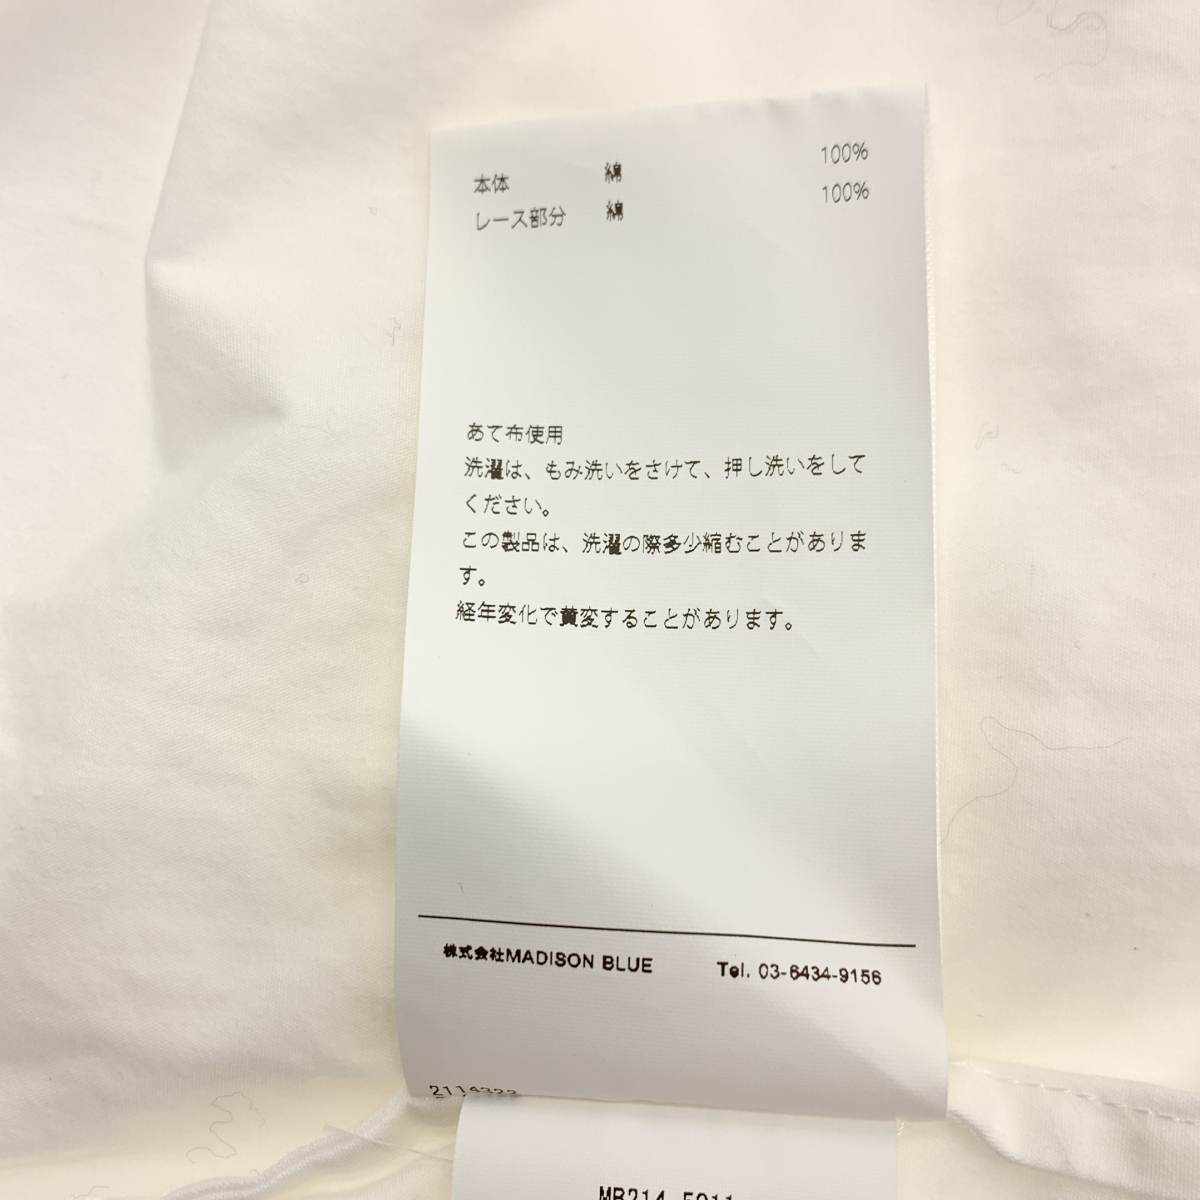 本体 綿 100%
レース部分 綿 100%
あて布使用
洗濯は、もみ洗いをさけて、押し洗いをして
ください。
この製品は、洗濯の際多少縮むことがありま
す。
経年変化で黄変することがあります。
株式会社MADISON BLUE Tel. 03-6434-9156
2114322